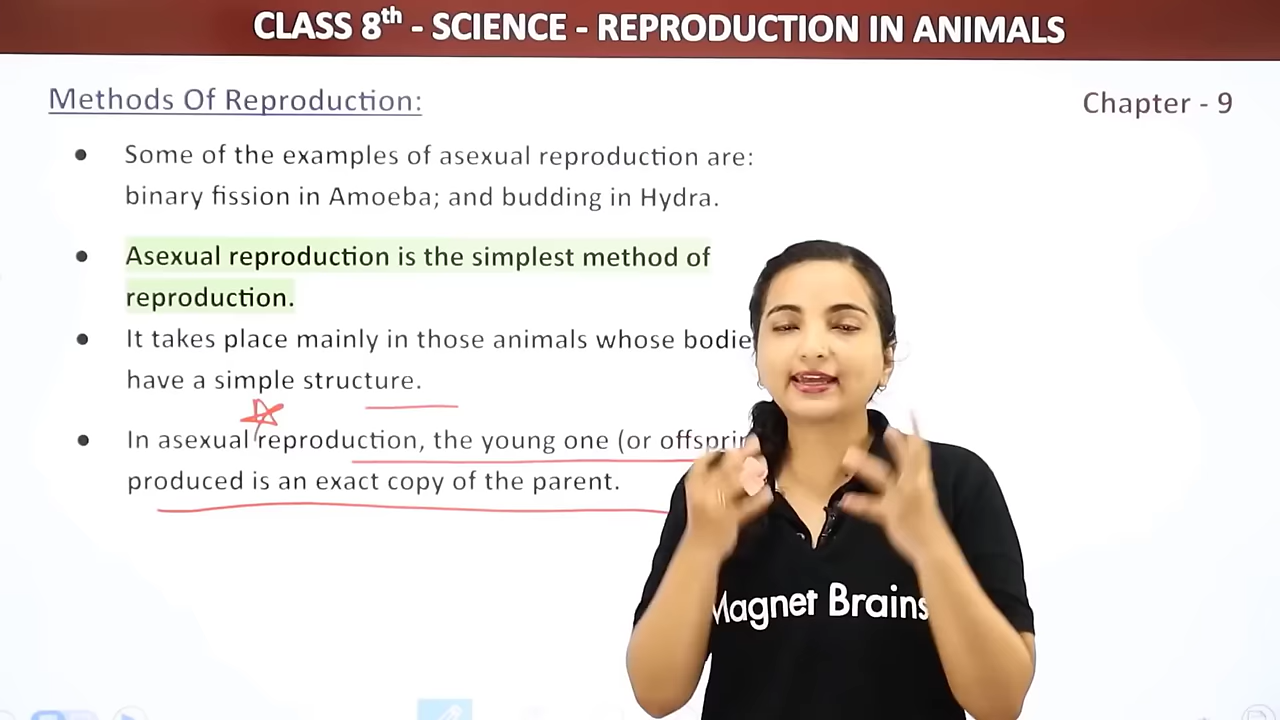 CLASS 8th - SCIENCE - REPRODUCTION IN ANIMALS
Methods Of Reproduction:
Chapter - 9
● Some of the examples of asexual reproduction are:
binary fission in Amoeba; and budding in Hydra.
● Asexual reproduction is the simplest method of
reproduction.
● It takes place mainly in those animals whose
have a simple structure.
● In asexual reproduction, the young one (or
produced is an exact copy of the parent.
Magnet Brains